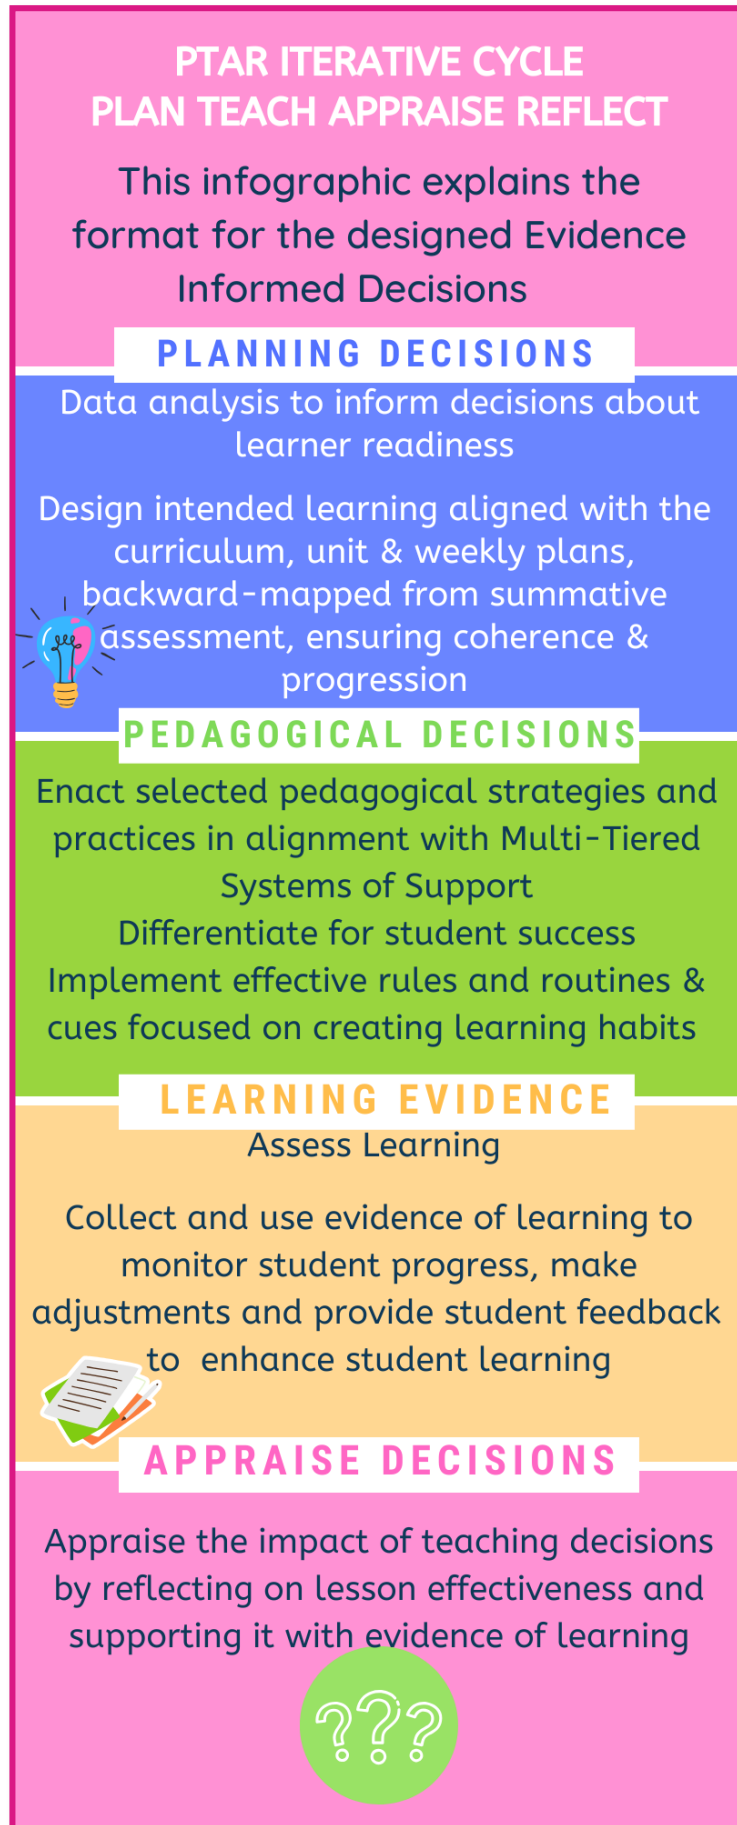 PTAR ITERATIVE CYCLE
PLAN TEACH APPRAISE REFLECT
This infographic explains the
format for the designed Evidence
Informed Decisions
PLANNING DECISIONS
Data analysis to inform decisions about
learner readiness
Design intended learning aligned with the
curriculum, unit & weekly plans,
backward-mapped from summative
assessment, ensuring coherence &
progression
PEDAGOGICAL DECISIONS
Enact selected pedagogical strategies and
practices in alignment with Multi-Tiered
Systems of Support
Differentiate for student success
Implement effective rules and routines &
cues focused on creating learning habits
LEARNING EVIDENCE
Assess Learning
Collect and use evidence of learning to
monitor student progress, make
adjustments and provide student feedback
to enhance student learning
APPRAISE DECISIONS
Appraise the impact of teaching decisions
by reflecting on lesson effectiveness and
supporting it with evidence of learning
???